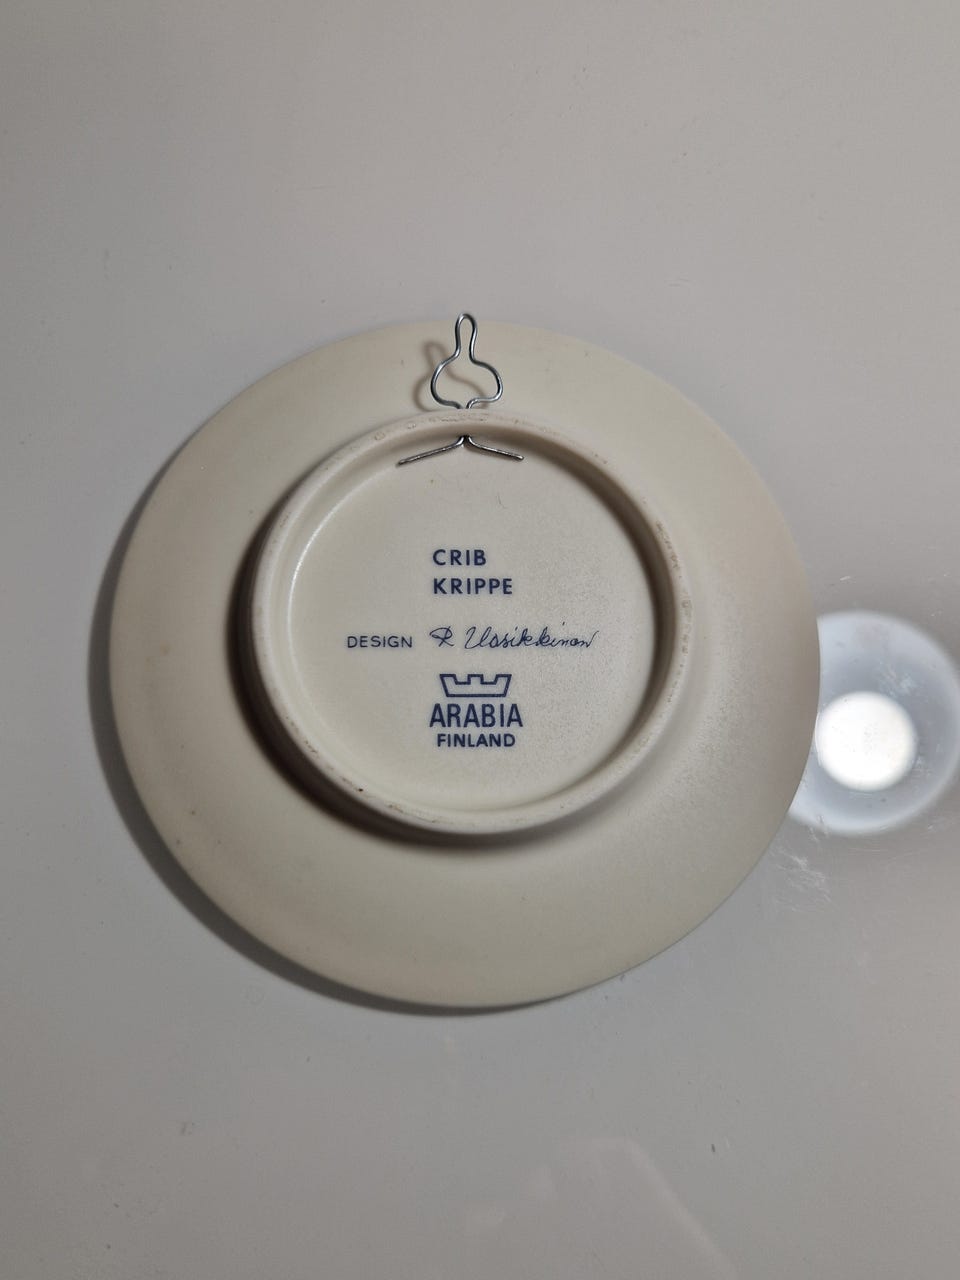 CRIB
KRIPPE
DESIGN R Uosikkinen
ARABIA
FINLAND